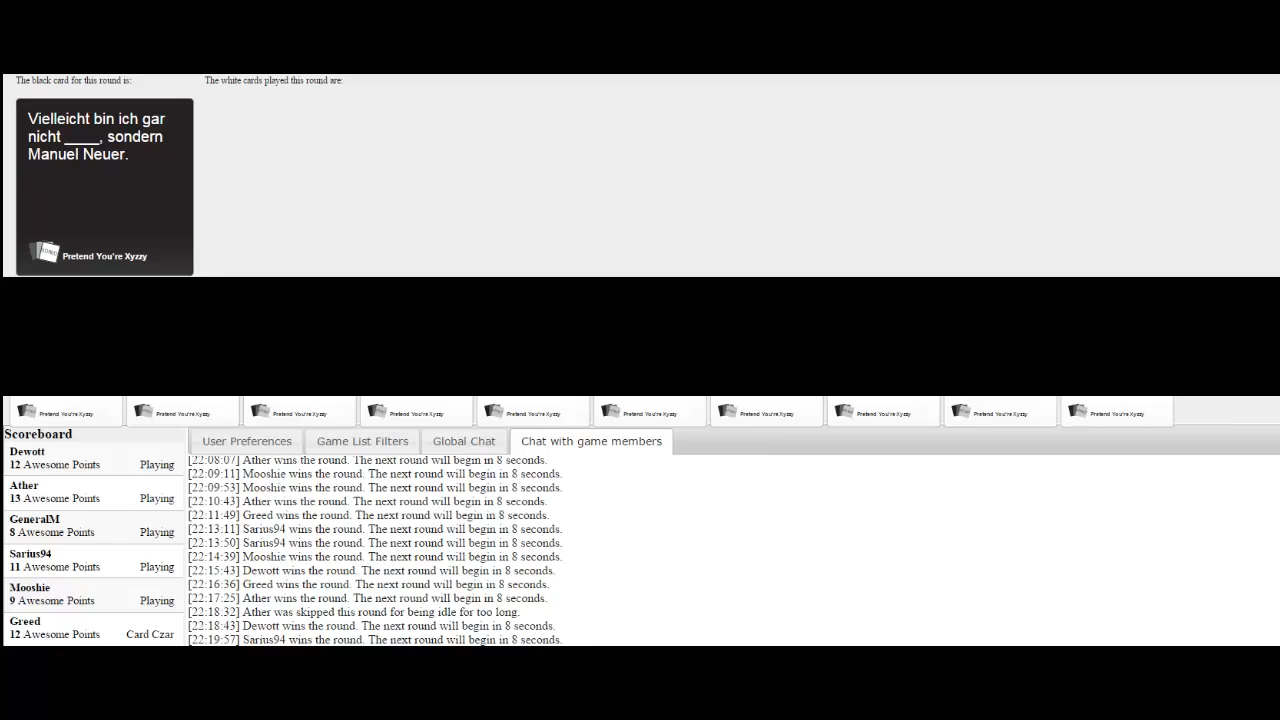 The black card for this round is:
The white cards played this round are:
Vielleicht bin ich gar
nicht ____, sondern
Manuel Neuer.
Pretend You're Xyzzy
Pretend You're Xyzzy
Pretend You're Xyzzy
Pretend You're Xyzzy
Pretend You're Xyzzy
Pretend You're Xyzzy
Pretend You're Xyzzy
Pretend You're Xyzzy
Pretend You're Xyzzy
Pretend You're Xyzzy
Pretend You're Xyzzy
Scoreboard
Dewott
12 Awesome Points Playing
Ather
13 Awesome Points Playing
GeneralM
8 Awesome Points Playing
Sarius94
11 Awesome Points Playing
Mooshie
9 Awesome Points Playing
Greed
12 Awesome Points Card Czar
User Preferences
Game List Filters
Global Chat
Chat with game members
[22:08:07] Ather wins the round. The next round will begin in 8 seconds.
[22:09:11] Mooshie wins the round. The next round will begin in 8 seconds.
[22:09:53] Mooshie wins the round. The next round will begin in 8 seconds.
[22:10:43] Ather wins the round. The next round will begin in 8 seconds.
[22:11:49] Greed wins the round. The next round will begin in 8 seconds.
[22:13:11] Sarius94 wins the round. The next round will begin in 8 seconds.
[22:13:50] Sarius94 wins the round. The next round will begin in 8 seconds.
[22:14:39] Mooshie wins the round. The next round will begin in 8 seconds.
[22:15:43] Dewott wins the round. The next round will begin in 8 seconds.
[22:16:36] Greed wins the round. The next round will begin in 8 seconds.
[22:17:25] Ather wins the round. The next round will begin in 8 seconds.
[22:18:32] Ather was skipped this round for being idle for too long.
[22:18:43] Dewott wins the round. The next round will begin in 8 seconds.
[22:19:57] Sarius94 wins the round. The next round will begin in 8 seconds.